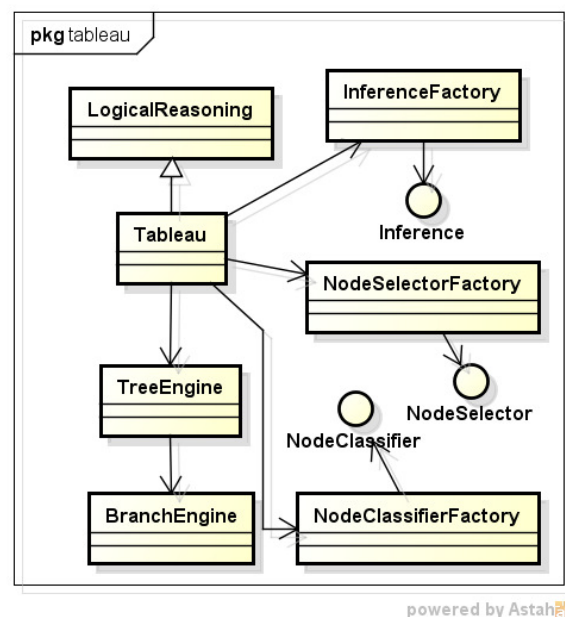 pkg tableau
LogicalReasoning
InferenceFactory
Inference
Tableau
NodeSelectorFactory
TreeEngine
NodeSelector
NodeClassifier
BranchEngine
NodeClassifierFactory
powered by Astah